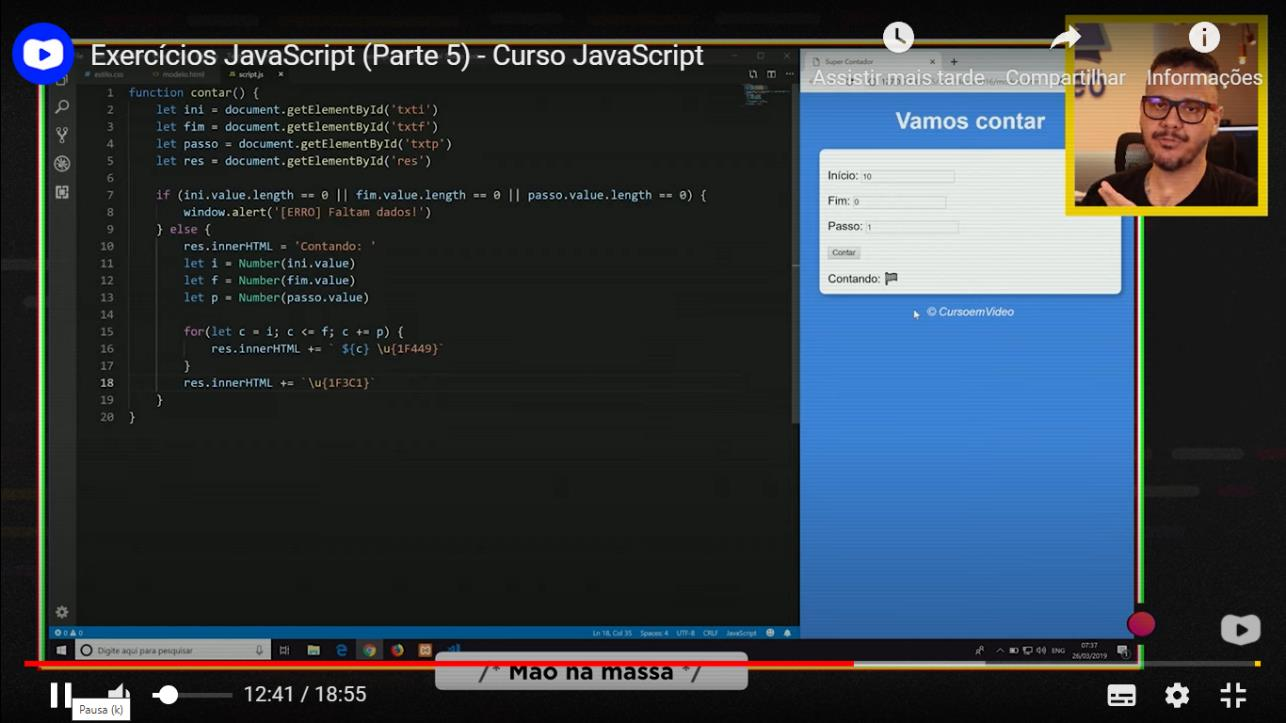 Exercícios JavaScript (Parte 5) - Curso JavaScript
Assistir mais tarde
Compartilhar
Informações
estilo.css
modelo.html
script.js
1 function contar() {
2 let ini = document.getElementById('txti')
3 let fim = document.getElementById('txtf')
4 let passo = document.getElementById('txtp')
5 let res = document.getElementById('res')
6
7 if (ini.value.length == 0 || fim.value.length == 0 || passo.value.length == 0) {
8 window.alert('[ERRO] Faltam dados!')
9 } else {
10 res.innerHTML = 'Contando: '
11 let i = Number(ini.value)
12 let f = Number(fim.value)
13 let p = Number(passo.value)
14
15 for(let c = i; c <= f; c += p) {
16 res.innerHTML += ` ${c} \u{1F449}`
17 }
18 res.innerHTML += `\u{1F3C1}`
19 }
20 }
Super Contador
Vamos contar
Início: 10
Fim: 0
Passo: 1
Contar
Contando:
© CursoemVideo
0 0
Ln 18, Col 35 Spaces: 4 UTF-8 CRLF JavaScript
Digite aqui para pesquisar
ENG
07:37
26/03/2019
/* Mão na massa */
12:41 / 18:55
Pausa (k)